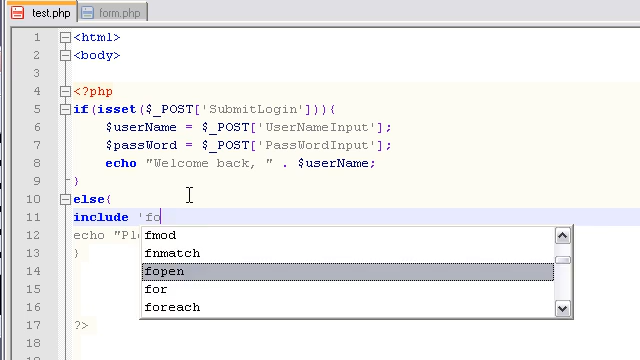 test.php form.php
1 <html>
2 <body>
3
4 <?php
5 if(isset($_POST['SubmitLogin'])){
6 $userName = $_POST['UserNameInput'];
7 $passWord = $_POST['PasswordInput'];
8 echo "Welcome back, " . $userName;
9 }
10 else{
11 include 'fo
12 echo "Ple
13 }
14
15
16
17 ?>
18
fmod
fnmatch
fopen
for
foreach